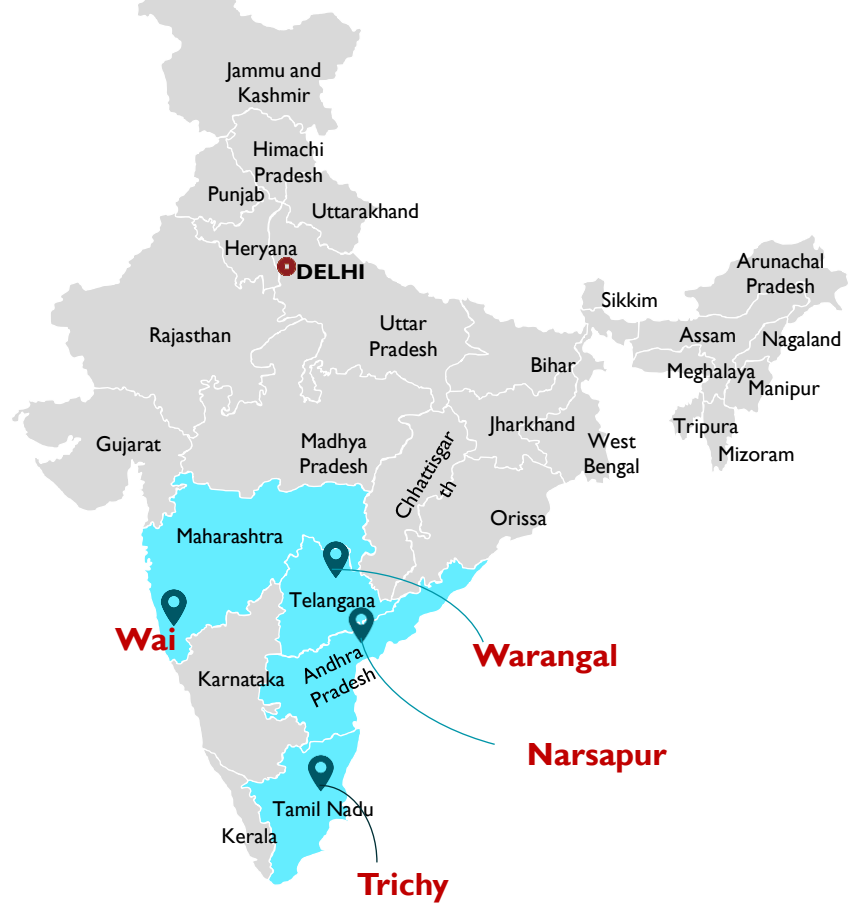 Jammu and
Kashmir
Himachi
Pradesh
Punjab
Uttarakhand
Heryana
DELHI
Arunachal
Pradesh
Sikkim
Rajasthan
Uttar
Pradesh
Assam
Nagaland
Bihar
Meghalaya
Manipur
Gujarat
Madhya
Pradesh
Chhattisgar
th
Jharkhand
West
Bengal
Tripura
Mizoram
Orissa
Maharashtra
Telangana
Wai
Warangal
Karnataka
Andhra
Pradesh
Narsapur
Tamil Nadu
Kerala
Trichy